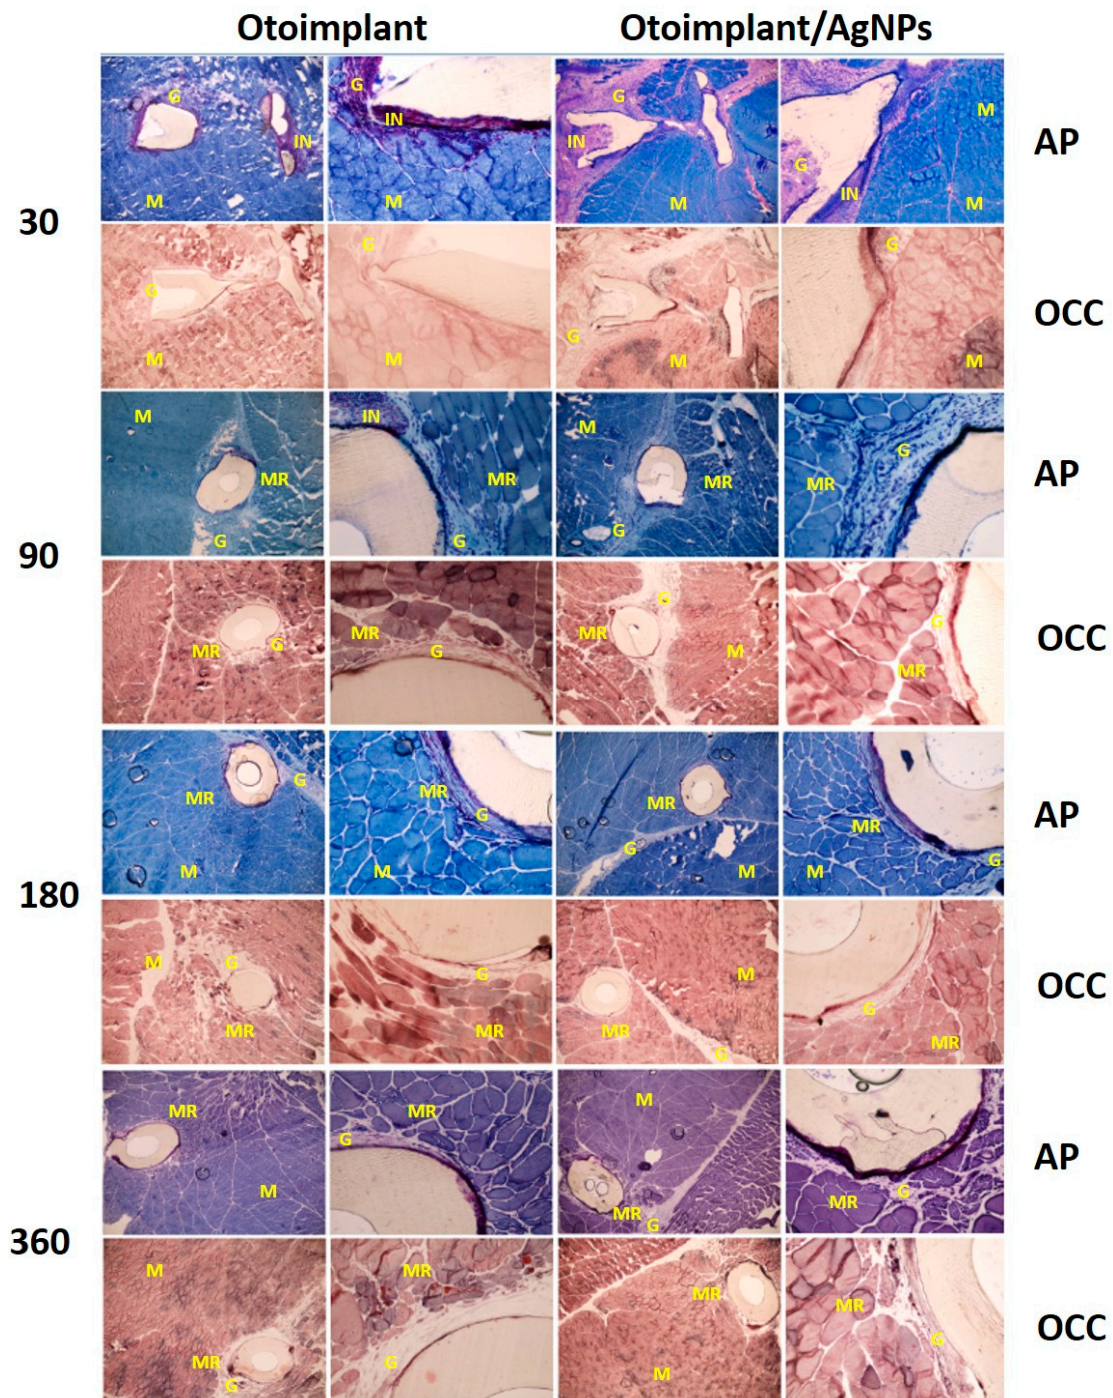 Otoimplant Otoimplant/AgNPs
G IN M
G IN M
G IN M
M G IN M
AP
30
G M
G M
G M
G M
OCC
M MR G
IN MR G
M MR G
G MR
AP
90
MR G
MR G
G MR M
G MR
OCC
MR G M
MR G M
MR G M
MR M G
AP
180
M G MR
G MR
M MR G
G MR
OCC
MR M
MR G
M MR G
MR G
AP
360
M MR G
MR G
MR M
MR G
OCC